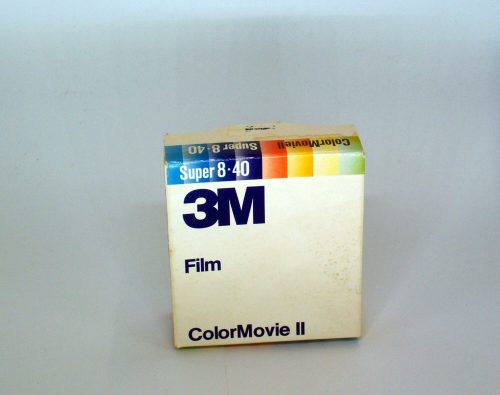 Super 8·40 ColorMovie II
Super 8·40
3M
Film
ColorMovie II